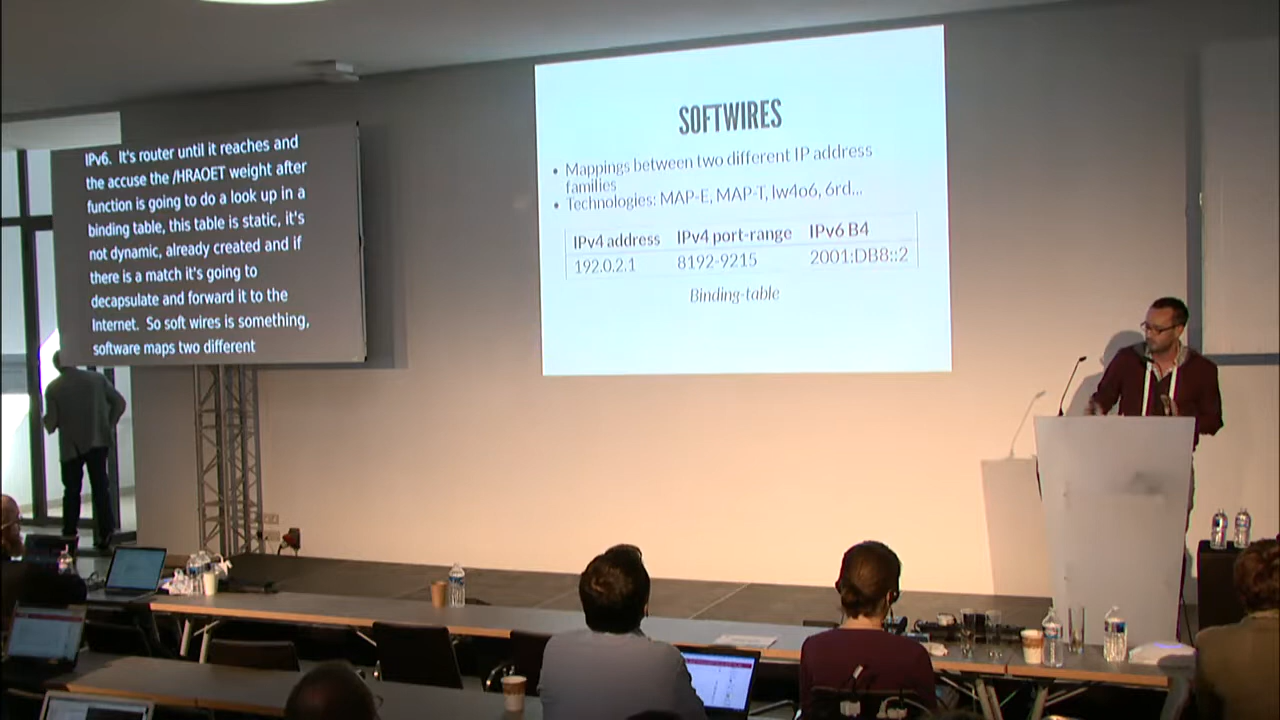 IPv6. It's router until it reaches and
the accuse the /HRAOET weight after
function is going to do a look up in a
binding table, this table is static, it's
not dynamic, already created and if
there is a match it's going to
decapsulate and forward it to the
Internet. So soft wires is something,
software maps two different
SOFTWIRES
• Mappings between two different IP address
families
• Technologies: MAP-E, MAP-T, lw4o6, 6rd...
IPv4 address IPv4 port-range IPv6 B4
192.0.2.1 8192-9215 2001:DB8::2
Binding-table